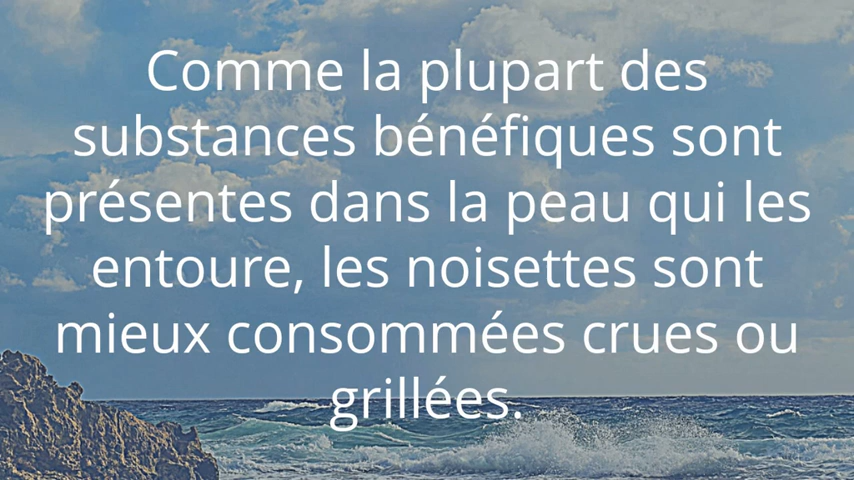 Comme la plupart des
substances bénéfiques sont
présentes dans la peau qui les
entoure, les noisettes sont
mieux consommées crues ou
grillées.